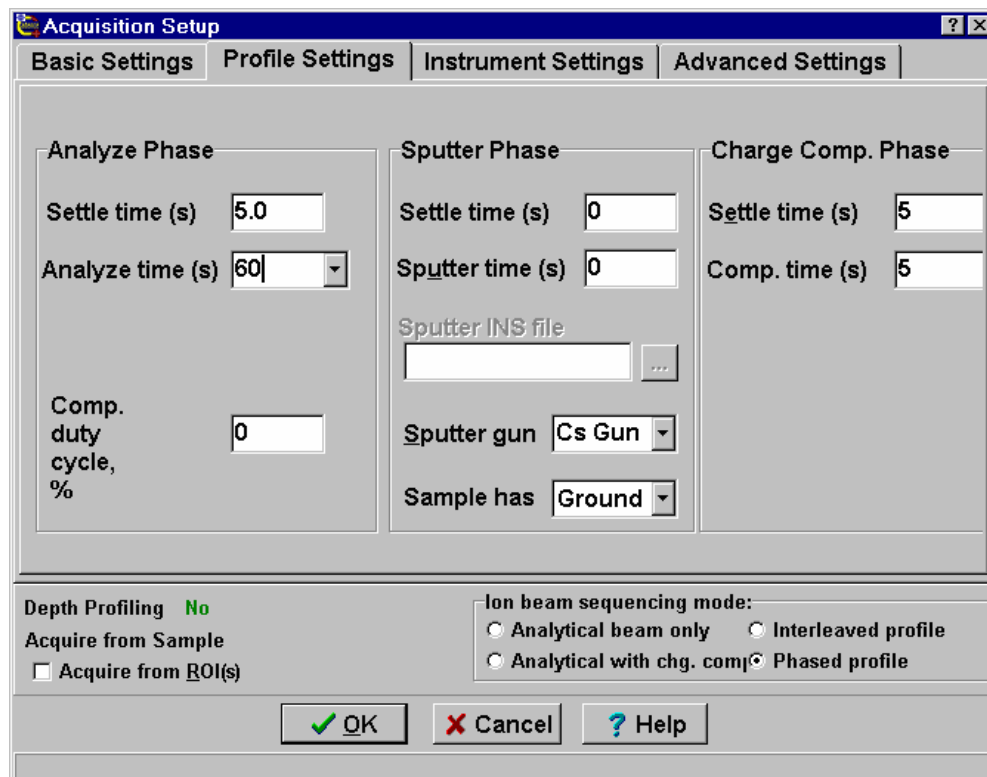 Acquisition Setup
Basic Settings
Profile Settings
Instrument Settings
Advanced Settings
Analyze Phase
Settle time (s) 5.0
Analyze time (s) 60
Comp.
duty
cycle,
%
0
Sputter Phase
Settle time (s) 0
Sputter time (s) 0
Sputter INS file
...
Sputter gun Cs Gun
Sample has Ground
Charge Comp. Phase
Settle time (s) 5
Comp. time (s) 5
Depth Profiling No
Acquire from Sample
Acquire from ROI(s)
Ion beam sequencing mode:
Analytical beam only
Interleaved profile
Analytical with chg. comp
Phased profile
OK
Cancel
? Help